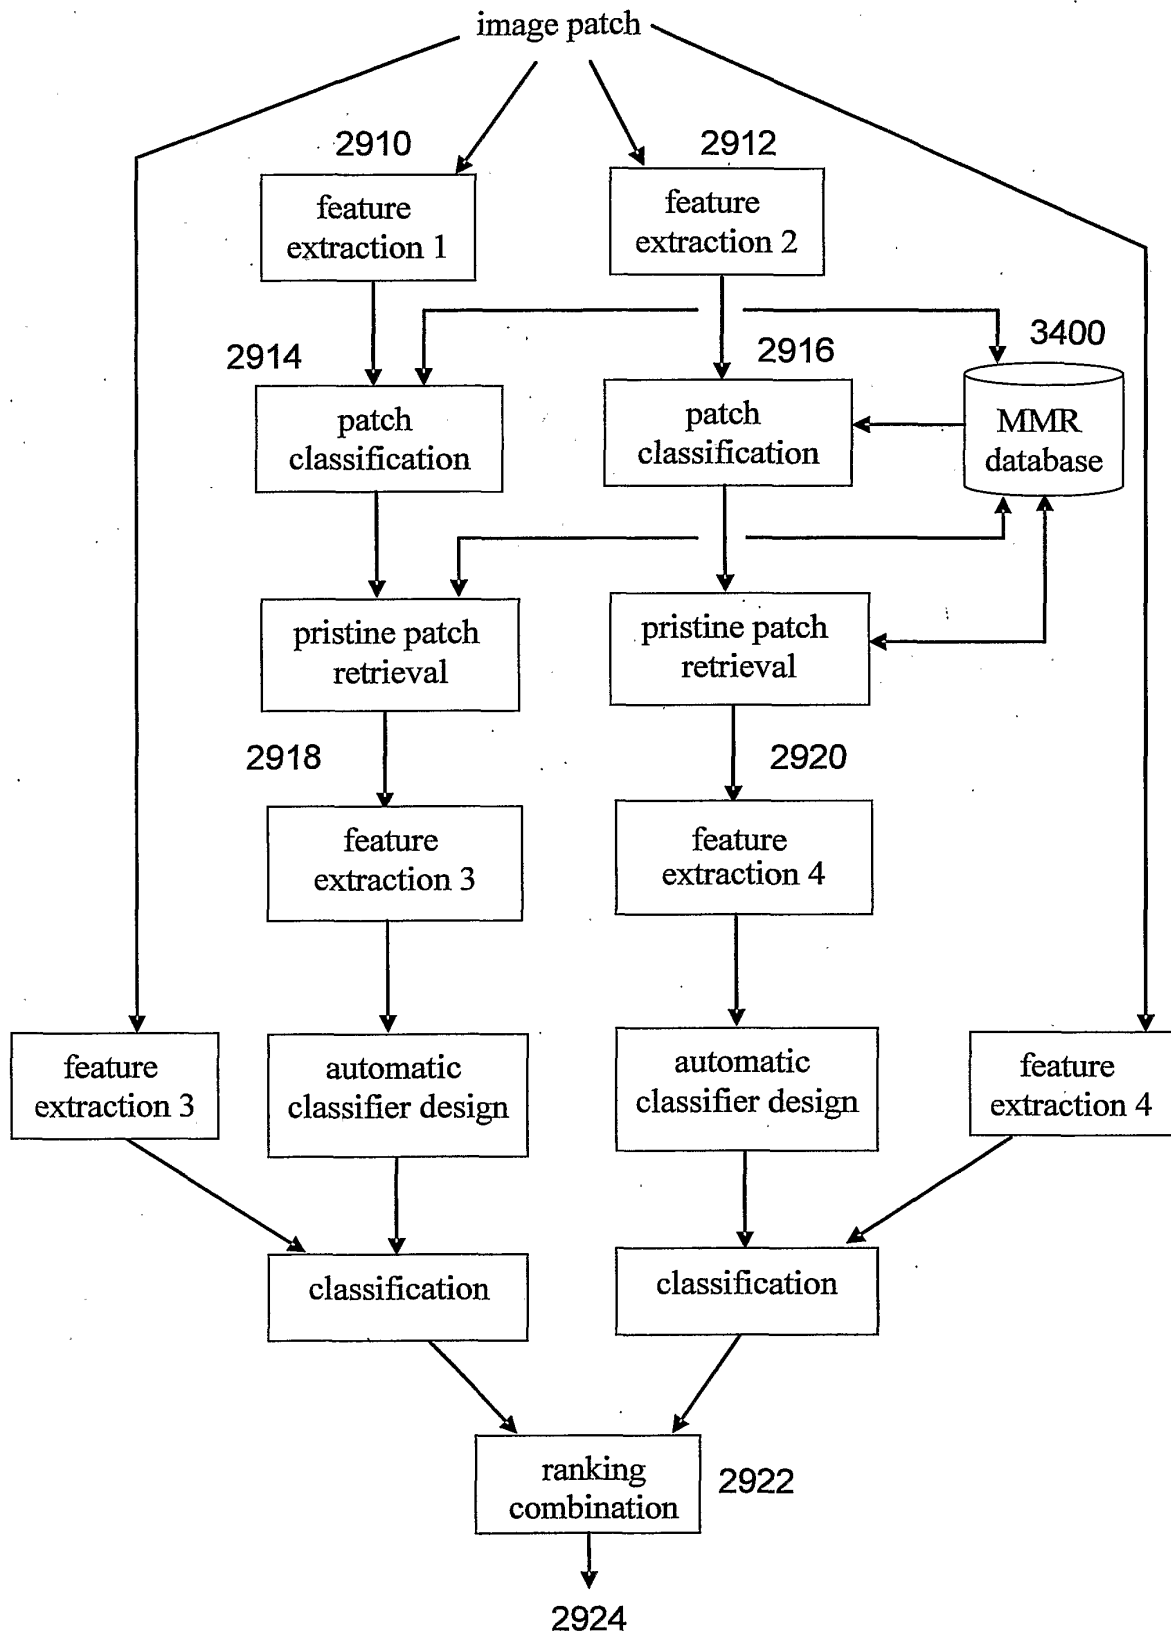 image patch
2910
2912
feature
extraction 1
feature
extraction 2
2914
2916
3400
patch
classification
patch
classification
MMR
database
pristine patch
retrieval
pristine patch
retrieval
2918
2920
feature
extraction 3
feature
extraction 4
feature
extraction 3
automatic
classifier design
automatic
classifier design
feature
extraction 4
classification
classification
ranking
combination
2922
2924